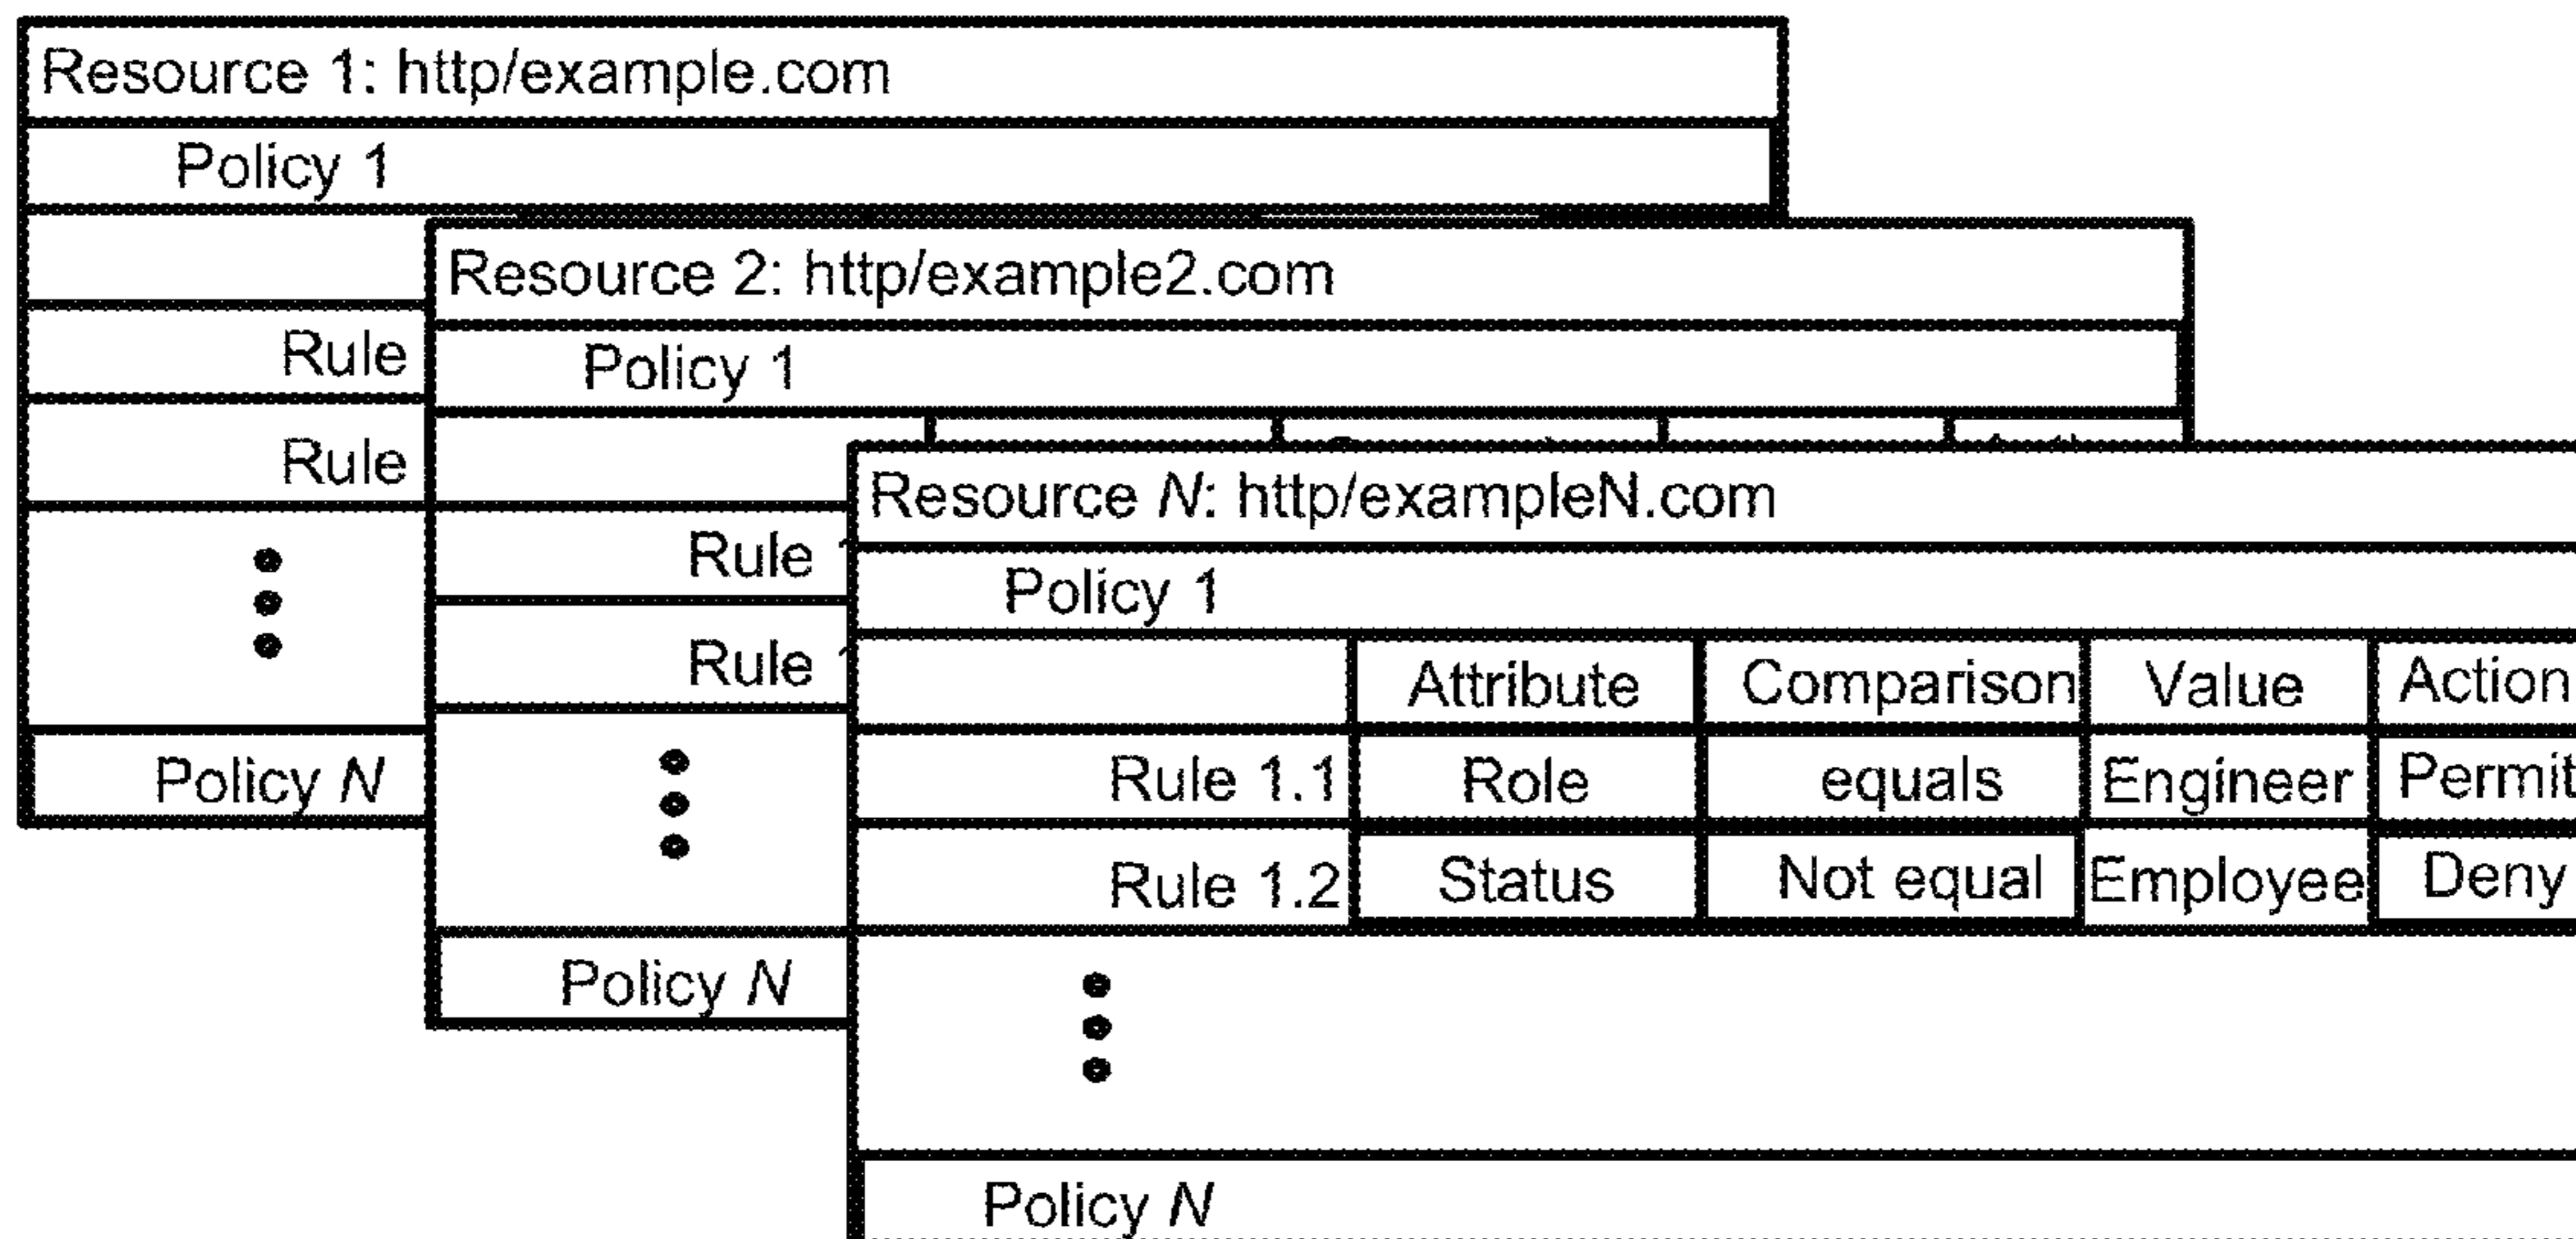 Resource 1: http/example.com
Policy 1
Rule
Rule
Policy N
Resource 2: http/example2.com
Policy 1
Rule
Rule
Policy N
Resource N: http/exampleN.com
Policy 1
Attribute Comparison Value Action
Rule 1.1 Role equals Engineer Permit
Rule 1.2 Status Not equal Employee Deny
Policy N